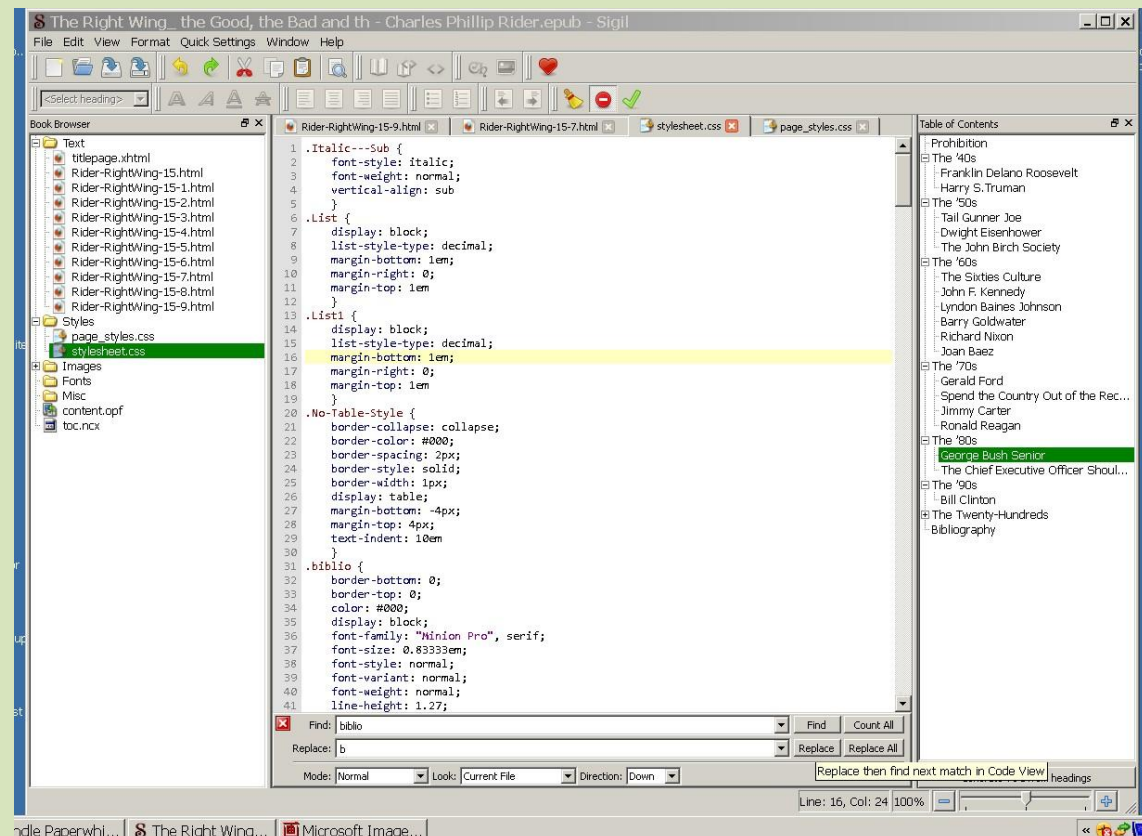 The Right Wing_ the Good, the Bad and th - Charles Phillip Rider.epub - Sigil
File Edit View Format Quick Settings Window Help
<Select heading>
Book Browser
Text
titlepage.xhtml
Rider-RightWing-15.html
Rider-RightWing-15-1.html
Rider-RightWing-15-2.html
Rider-RightWing-15-3.html
Rider-RightWing-15-4.html
Rider-RightWing-15-5.html
Rider-RightWing-15-6.html
Rider-RightWing-15-7.html
Rider-RightWing-15-8.html
Rider-RightWing-15-9.html
Styles
page_styles.css
stylesheet.css
Images
Fonts
Misc
content.opf
toc.ncx
Rider-RightWing-15-9.html Rider-RightWing-15-7.html stylesheet.css page_styles.css
1 .Italic---Sub {
2 font-style: italic;
3 font-weight: normal;
4 vertical-align: sub
5 }
6 .List {
7 display: block;
8 list-style-type: decimal;
9 margin-bottom: 1em;
10 margin-right: 0;
11 margin-top: 1em
12 }
13 .List1 {
14 display: block;
15 list-style-type: decimal;
16 margin-bottom: 1em;
17 margin-right: 0;
18 margin-top: 1em
19 }
20 .No-Table-Style {
21 border-collapse: collapse;
22 border-color: #000;
23 border-spacing: 2px;
24 border-style: solid;
25 border-width: 1px;
26 display: table;
27 margin-bottom: -4px;
28 margin-top: 4px;
29 text-indent: 10em
30 }
31 .biblio {
32 border-bottom: 0;
33 border-top: 0;
34 color: #000;
35 display: block;
36 font-family: "Minion Pro", serif;
37 font-size: 0.83333em;
38 font-style: normal;
39 font-variant: normal;
40 font-weight: normal;
41 line-height: 1.27;
Find: biblio Find Count All
Replace: b Replace Replace All
Mode: Normal Look: Current File Direction: Down
Replace then find next match in Code View
Table of Contents
Prohibition
The '40s
Franklin Delano Roosevelt
Harry S.Truman
The '50s
Tail Gunner Joe
Dwight Eisenhower
The John Birch Society
The '60s
The Sixties Culture
John F. Kennedy
Lyndon Baines Johnson
Barry Goldwater
Richard Nixon
Joan Baez
The '70s
Gerald Ford
Spend the Country Out of the Rec...
Jimmy Carter
Ronald Reagan
The '80s
George Bush Senior
The Chief Executive Officer Shoul...
The '90s
Bill Clinton
The Twenty-Hundreds
Bibliography
headings
Line: 16, Col: 24 100%
ndle Paperwhi... The Right Wing... Microsoft Image...